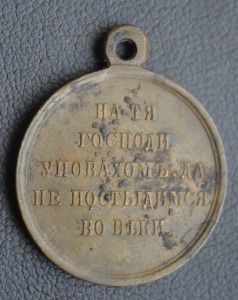 НА ТЯ
ГОСПОДИ
УПОВАХОМЪ, ДА
НЕ ПОСТЫДИМСЯ
ВО ВѢКИ